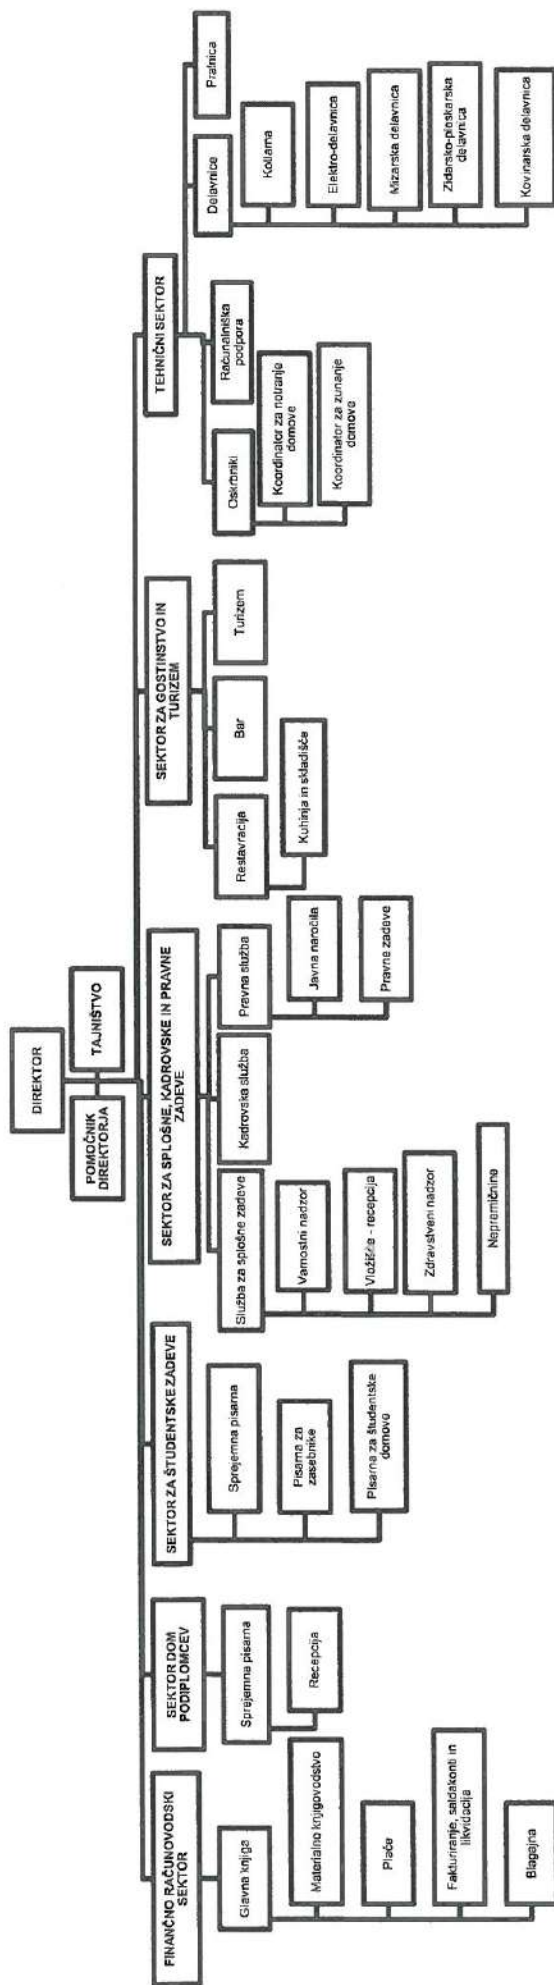 DIREKTOR
POMOČNIK
DIREKTORJA
TAJNIŠTVO
FINANČNO RAČUNOVODSKI
SEKTOR
Glavna knjiga
Materialno knjigovodstvo
Plače
Fakturiranje, saldakonti in
likvidacija
Blagajna
SEKTOR DOM
PODIPLOMCEV
Sprejemna pisarna
Recepcija
SEKTOR ZA ŠTUDENTSKE ZADEVE
Sprejemna pisarna
Pisarna za
zasebnike
Pisarna za študentske
domove
SEKTOR ZA SPLOŠNE, KADROVSKE IN PRAVNE
ZADEVE
Služba za splošne zadeve
Varnostni nadzor
Vložišče - recepcija
Zdravstveni nadzor
Nepremičnine
Kadrovska služba
Pravna služba
Javna naročila
Pravne zadeve
SEKTOR ZA GOSTINSTVO IN
TURIZEM
Restavracija
Kuhinja in skladišče
Bar
Turizem
TEHNIČNI SEKTOR
Oskrbniki
Koordinator za notranje
domove
Koordinator za zunanje
domove
Računalniška
podpora
Delavnice
Kotlarna
Elektro-delavnica
Mizarska delavnica
Zidarsko-pleskarska
delavnica
Kovinarska delavnica
Pralnica